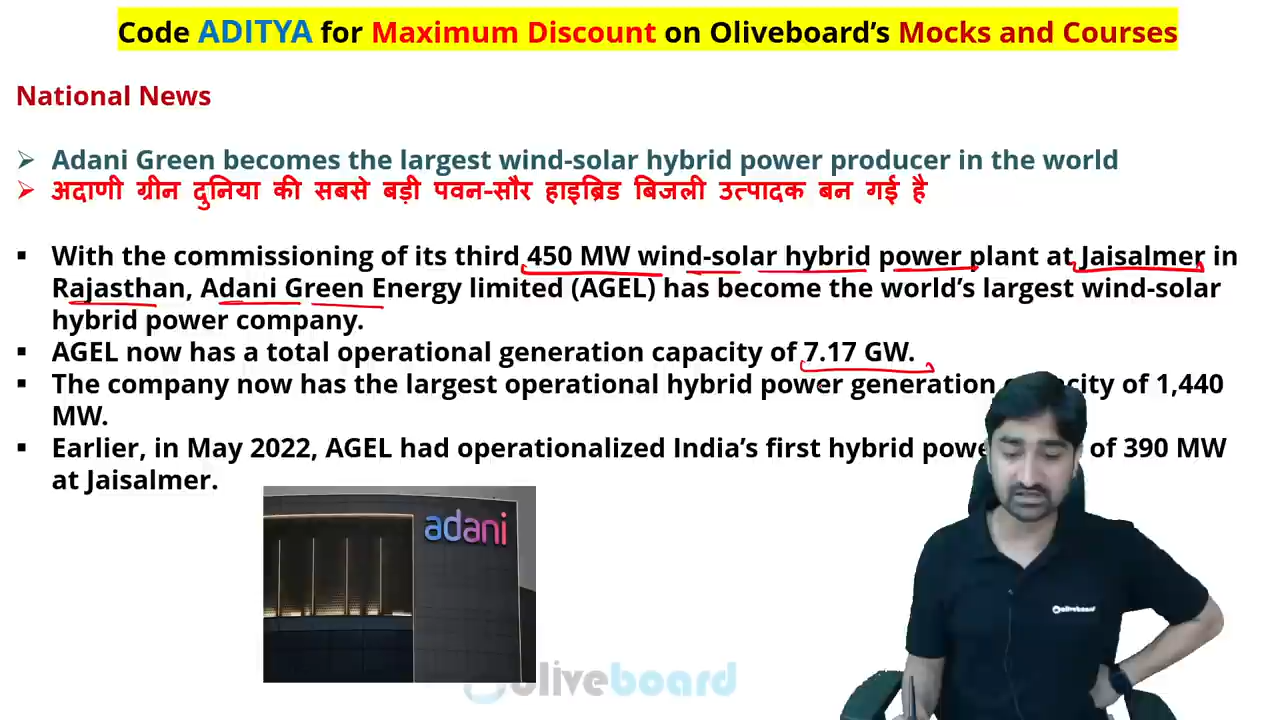 Code ADITYA for Maximum Discount on Oliveboard’s Mocks and Courses
National News
➢ Adani Green becomes the largest wind-solar hybrid power producer in the world
➢ अदाणी ग्रीन दुनिया की सबसे बड़ी पवन-सौर हाइब्रिड बिजली उत्पादक बन गई है
▪ With the commissioning of its third 450 MW wind-solar hybrid power plant at Jaisalmer in
Rajasthan, Adani Green Energy limited (AGEL) has become the world’s largest wind-solar
hybrid power company.
▪ AGEL now has a total operational generation capacity of 7.17 GW.
▪ The company now has the largest operational hybrid power generation capacity of 1,440
MW.
▪ Earlier, in May 2022, AGEL had operationalized India’s first hybrid power of 390 MW
at Jaisalmer.
adani
oliveboard
oliveboard